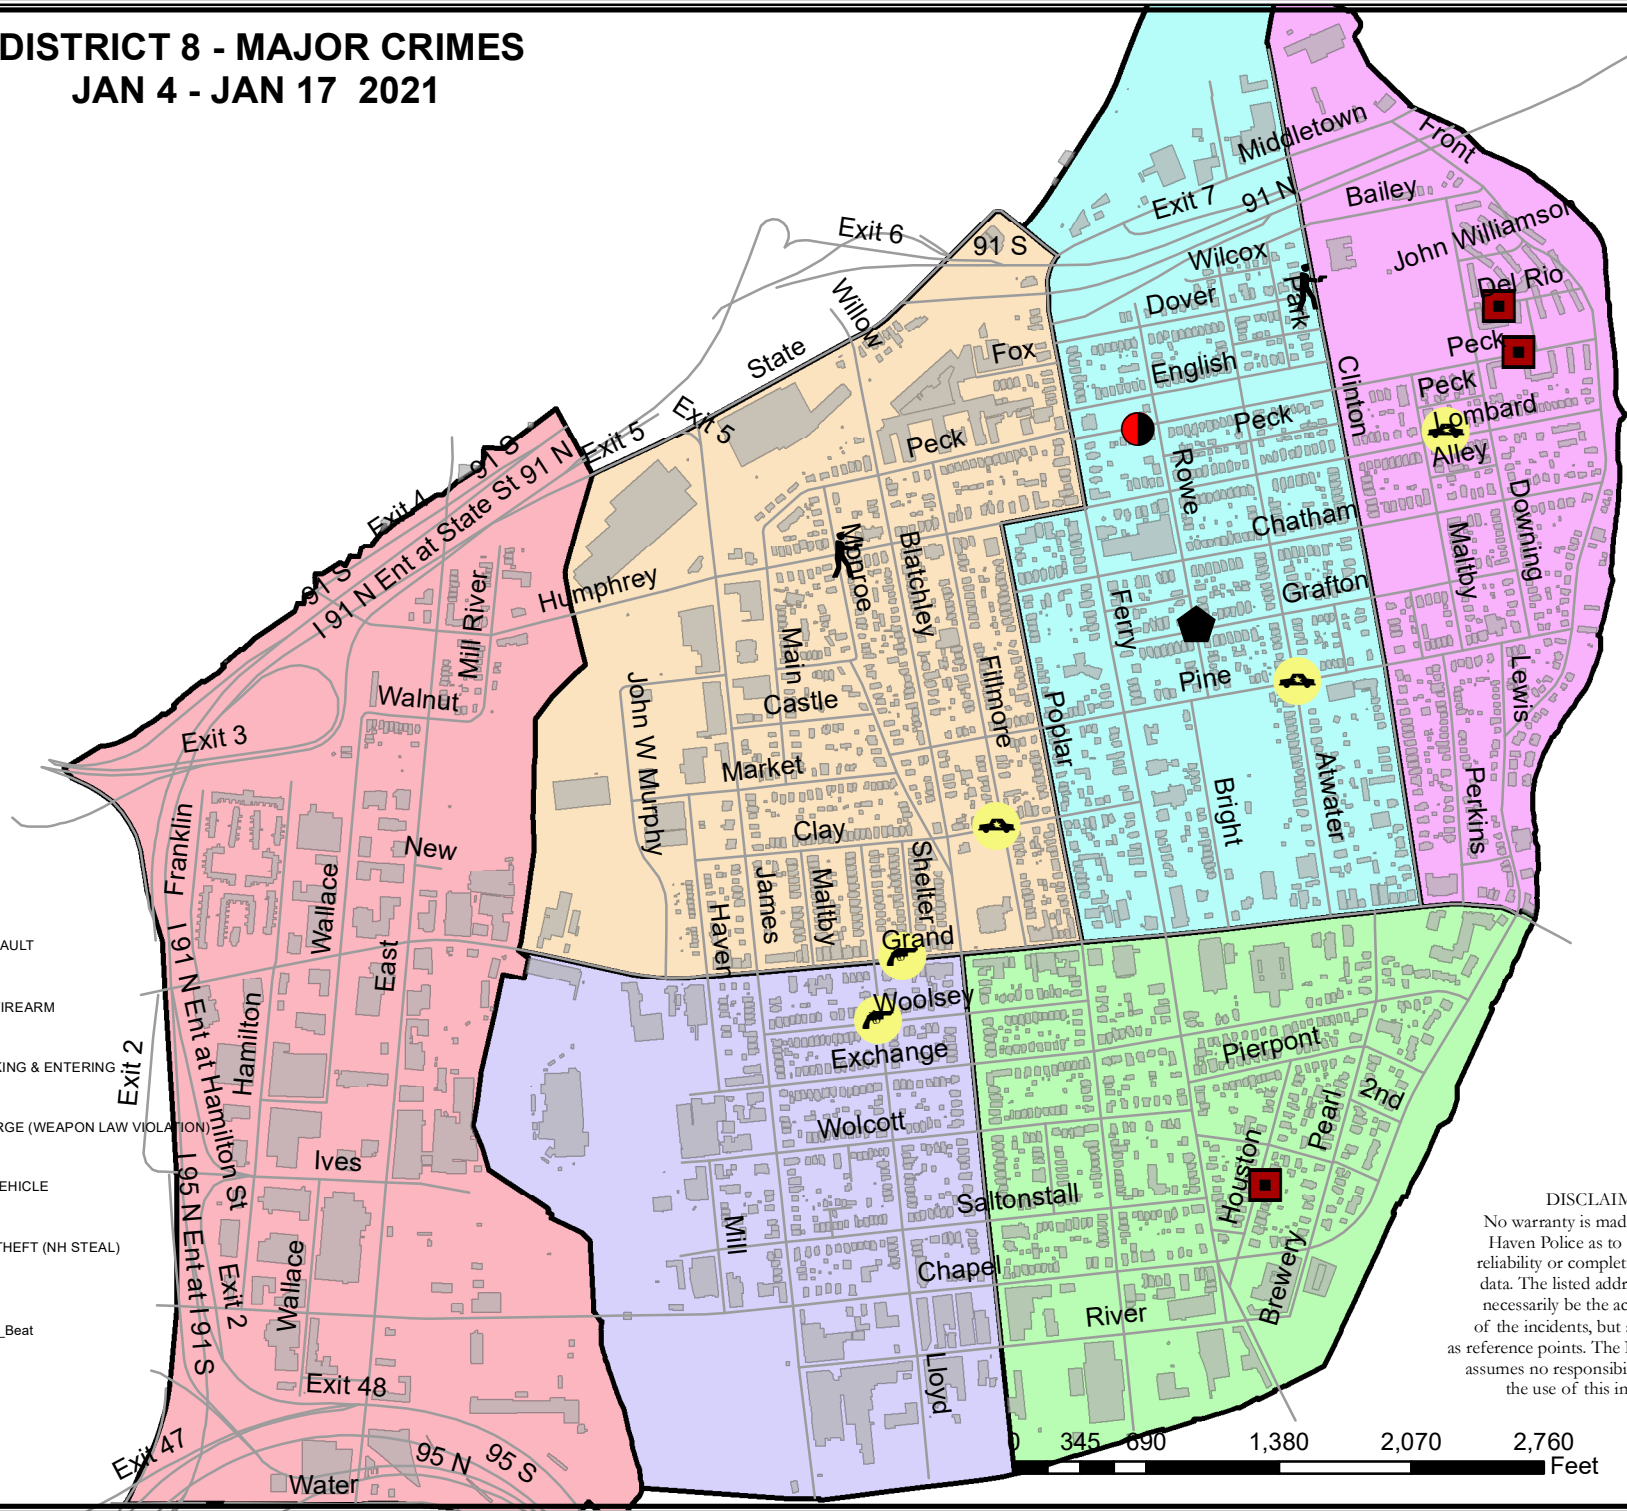 DISTRICT 8 - MAJOR CRIMES
JAN 4 - JAN 17 2021
Middletown
Front
Exit 7
91 N
Bailey
John Williamson
Exit 6
91 S
Wilcox
Park
Del Rio
Dover
Willow
State
Fox
English
Clinton
Peck
Peck
Lombard
Alley
Exit 5
Exit 5
Peck
Peck
Rowe
Chatham
Downing
Maltby
91 S
91 N
Exit 4
I 91 N Ent at State St
91 S
Humphrey
Monroe
Blatchley
Grafton
Ferry
Mill River
Main
Fillmore
Pine
Lewis
Walnut
Castle
Poplar
Exit 3
John W Murphy
Market
Atwater
Bright
Perkins
Franklin
New
Clay
Shelter
Wallace
James
Maltby
Haven
East
Grand
I 91 N Ent at Hamilton St
Hamilton
Woolsey
Exchange
Pierpont
2nd
Pearl
Exit 2
Wolcott
Houston
Ives
Saltonstall
Mill
Chapel
Brewery
River
I 95 N Ent at I 91 S
Exit 2
Wallace
Lloyd
Exit 48
Exit 47
95 N
95 S
Water
AULT
IREARM
KING & ENTERING
RGE (WEAPON LAW VIOLATION)
EHICLE
THEFT (NH STEAL)
_Beat
DISCLAIM
No warranty is mad
Haven Police as to
reliability or complet
data. The listed addr
necessarily be the ac
of the incidents, but
as reference points. The
assumes no responsibi
the use of this in
0 345 690 1,380 2,070 2,760
Feet